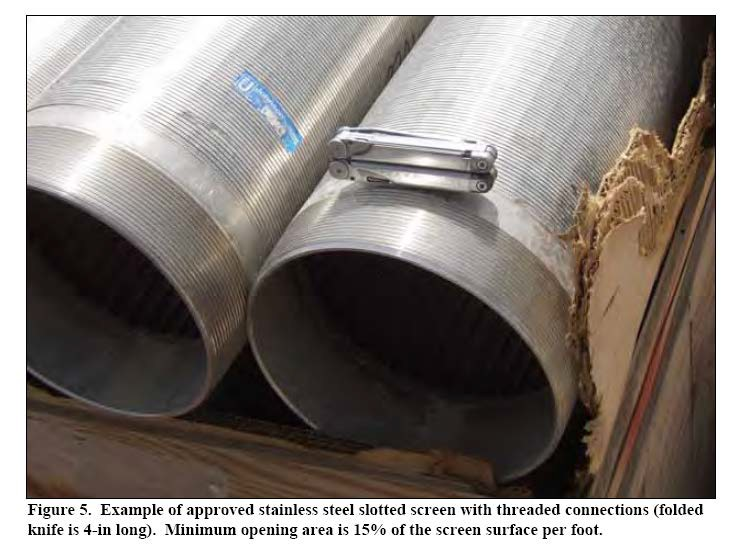 Figure 5.  Example of approved stainless steel slotted screen with threaded connections (folded
knife is 4-in long).  Minimum opening area is 15% of the screen surface per foot.